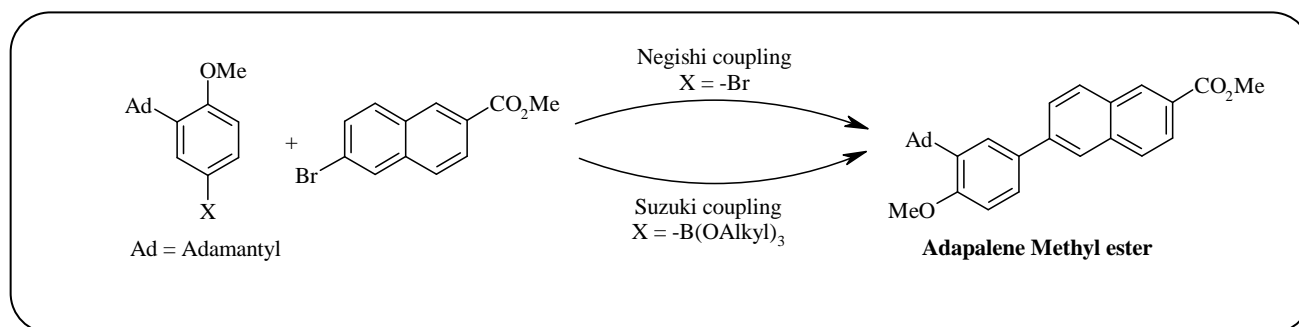 Negishi coupling
X = -Br
OMe
Ad
X
Ad = Adamantyl
+
CO₂Me
Br
Suzuki coupling
X = -B(OAlkyl)₃
CO₂Me
Ad
MeO
Adapalene Methyl ester